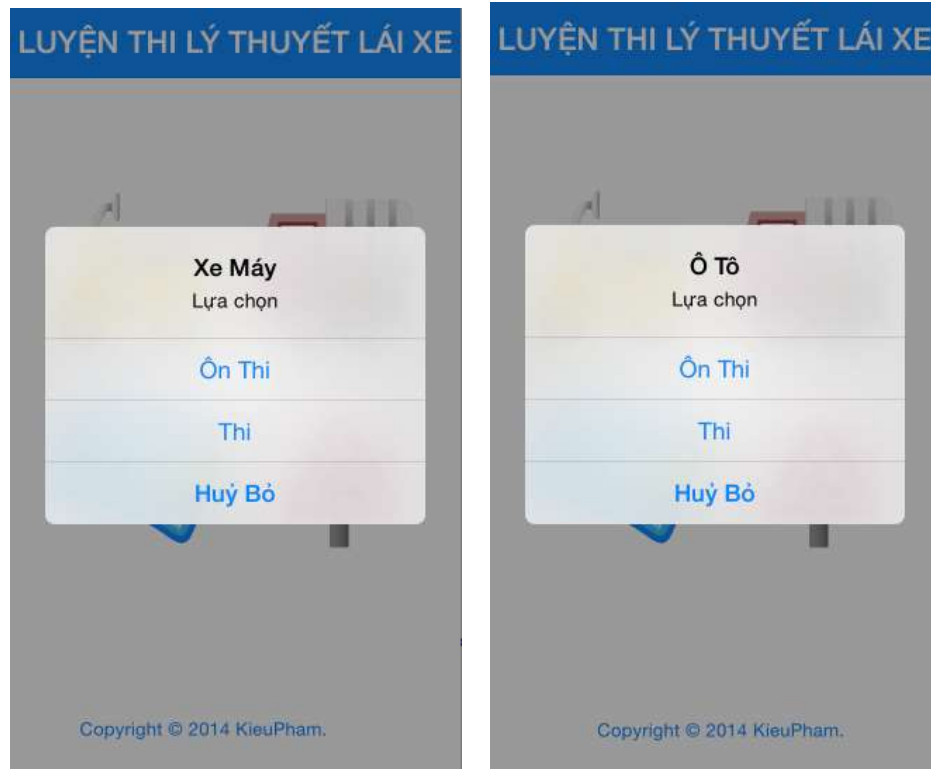 LUYỆN THI LÝ THUYẾT LÁI XE
Xe Máy
Lựa chọn
Ôn Thi
Thi
Huỷ Bỏ
Copyright © 2014 KieuPham.
LUYỆN THI LÝ THUYẾT LÁI XE
Ô Tô
Lựa chọn
Ôn Thi
Thi
Huỷ Bỏ
Copyright © 2014 KieuPham.